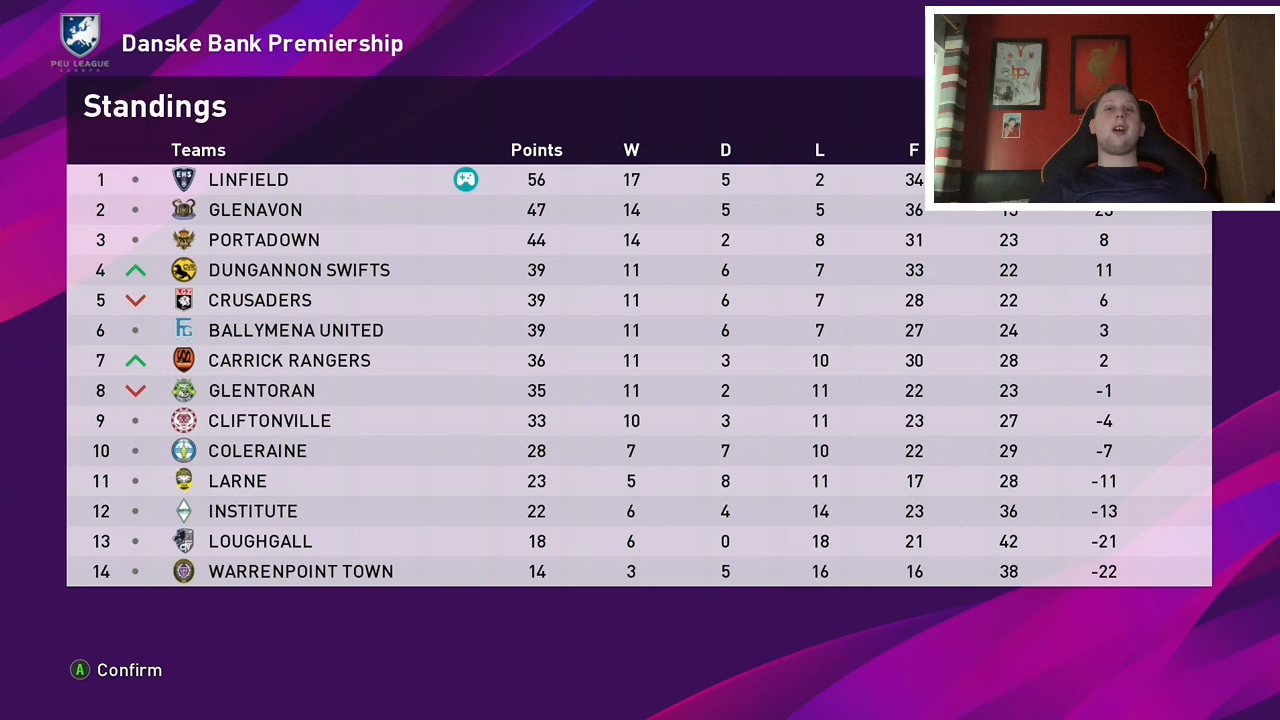 PEU LEAGUE
EUROPA
Danske Bank Premiership
Standings
Teams Points W D L F
1 LINFIELD 56 17 5 2 34
2 GLENAVON 47 14 5 5 36
3 PORTADOWN 44 14 2 8 31 23 8
4 DUNGANNON SWIFTS 39 11 6 7 33 22 11
5 CRUSADERS 39 11 6 7 28 22 6
6 BALLYMENA UNITED 39 11 6 7 27 24 3
7 CARRICK RANGERS 36 11 3 10 30 28 2
8 GLENTORAN 35 11 2 11 22 23 -1
9 CLIFTONVILLE 33 10 3 11 23 27 -4
10 COLERAINE 28 7 7 10 22 29 -7
11 LARNE 23 5 8 11 17 28 -11
12 INSTITUTE 22 6 4 14 23 36 -13
13 LOUGHGALL 18 6 0 18 21 42 -21
14 WARRENPOINT TOWN 14 3 5 16 16 38 -22
A Confirm